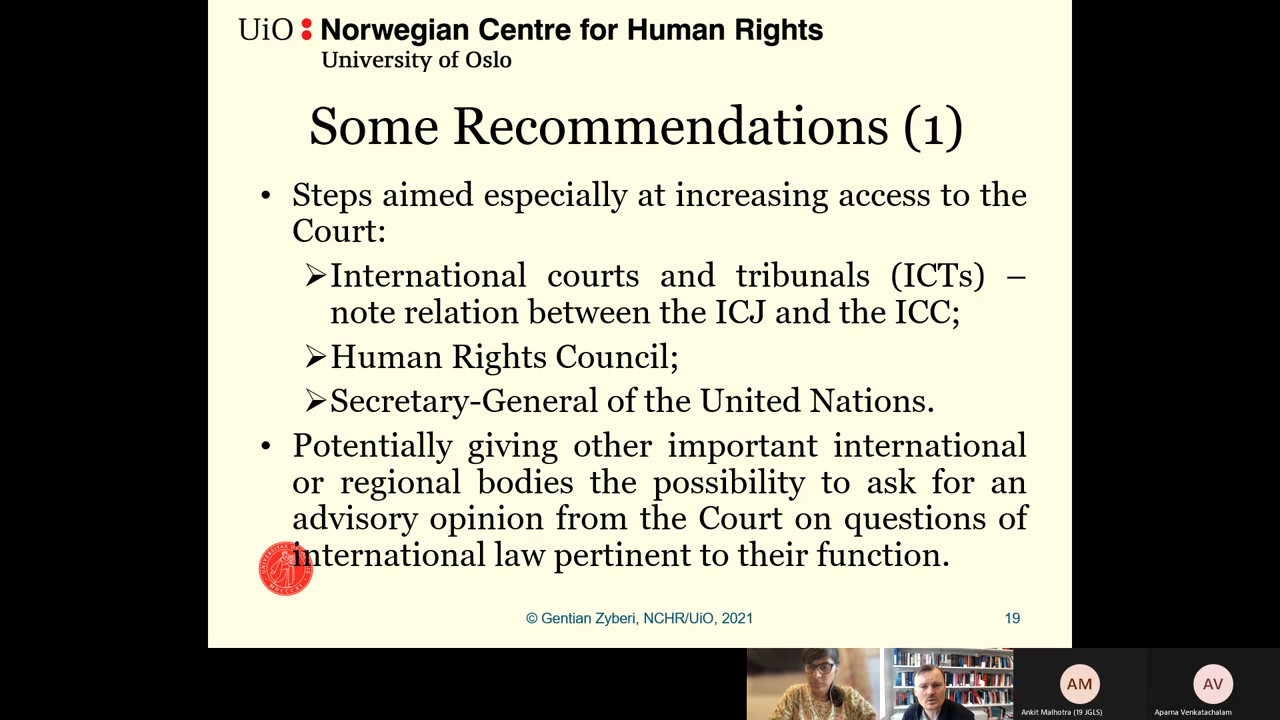 UiO : Norwegian Centre for Human Rights
University of Oslo
Some Recommendations (1)
• Steps aimed especially at increasing access to the
Court:
➢International courts and tribunals (ICTs) –
note relation between the ICJ and the ICC;
➢Human Rights Council;
➢Secretary-General of the United Nations.
• Potentially giving other important international
or regional bodies the possibility to ask for an
advisory opinion from the Court on questions of
international law pertinent to their function.
© Gentian Zyberi, NCHR/UiO, 2021
19
AM
AV
Ankit Malhotra (19 JGLS)
Aparna Venkatachalam